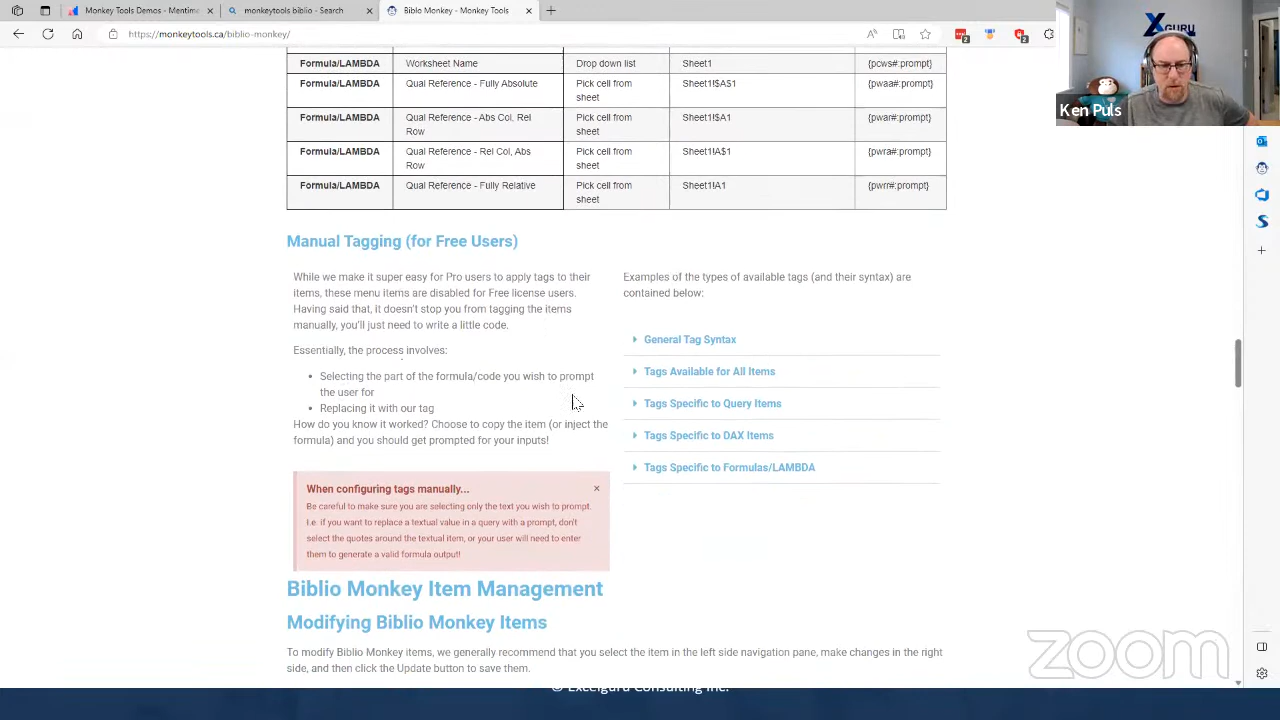 Monkey Tools Demos - Mentime
monkeytools biblio - Search
Biblo Monkey - Monkey Tools
https://monkeytools.ca/biblio-monkey/
Formula/LAMBDA Worksheet Name Drop down list Sheet1 {pcws#:prompt}
Formula/LAMBDA Qual Reference - Fully Absolute Pick cell from Sheet1!$A$1 {pwaa#:prompt}
sheet
Formula/LAMBDA Qual Reference - Abs Col, Rel Pick cell from Sheet1!$A1 {pwar#:prompt}
Row sheet
Formula/LAMBDA Qual Reference - Rel Col, Abs Pick cell from Sheet1!A$1 {pwra#:prompt}
Row sheet
Formula/LAMBDA Qual Reference - Fully Relative Pick cell from Sheet1!A1 {pwrr#:prompt}
sheet
Manual Tagging (for Free Users)
While we make it super easy for Pro users to apply tags to their
items, these menu items are disabled for Free license users.
Having said that, it doesn't stop you from tagging the items
manually, you'll just need to write a little code.
Essentially, the process involves:
• Selecting the part of the formula/code you wish to prompt
the user for
• Replacing it with our tag
How do you know it worked? Choose to copy the item (or inject the
formula) and you should get prompted for your inputs!
When configuring tags manually... ×
Be careful to make sure you are selecting only the text you wish to prompt.
I.e. if you want to replace a textual value in a query with a prompt, don't
select the quotes around the textual item, or your user will need to enter
them to generate a valid formula output!!
Examples of the types of available tags (and their syntax) are
contained below:
General Tag Syntax
Tags Available for All Items
Tags Specific to Query Items
Tags Specific to DAX Items
Tags Specific to Formulas/LAMBDA
Biblio Monkey Item Management
Modifying Biblio Monkey Items
To modify Biblio Monkey items, we generally recommend that you select the item in the left side navigation pane, make changes in the right
side, and then click the Update button to save them.
© Excelguru Consulting Inc.
Ken Puls
zoom